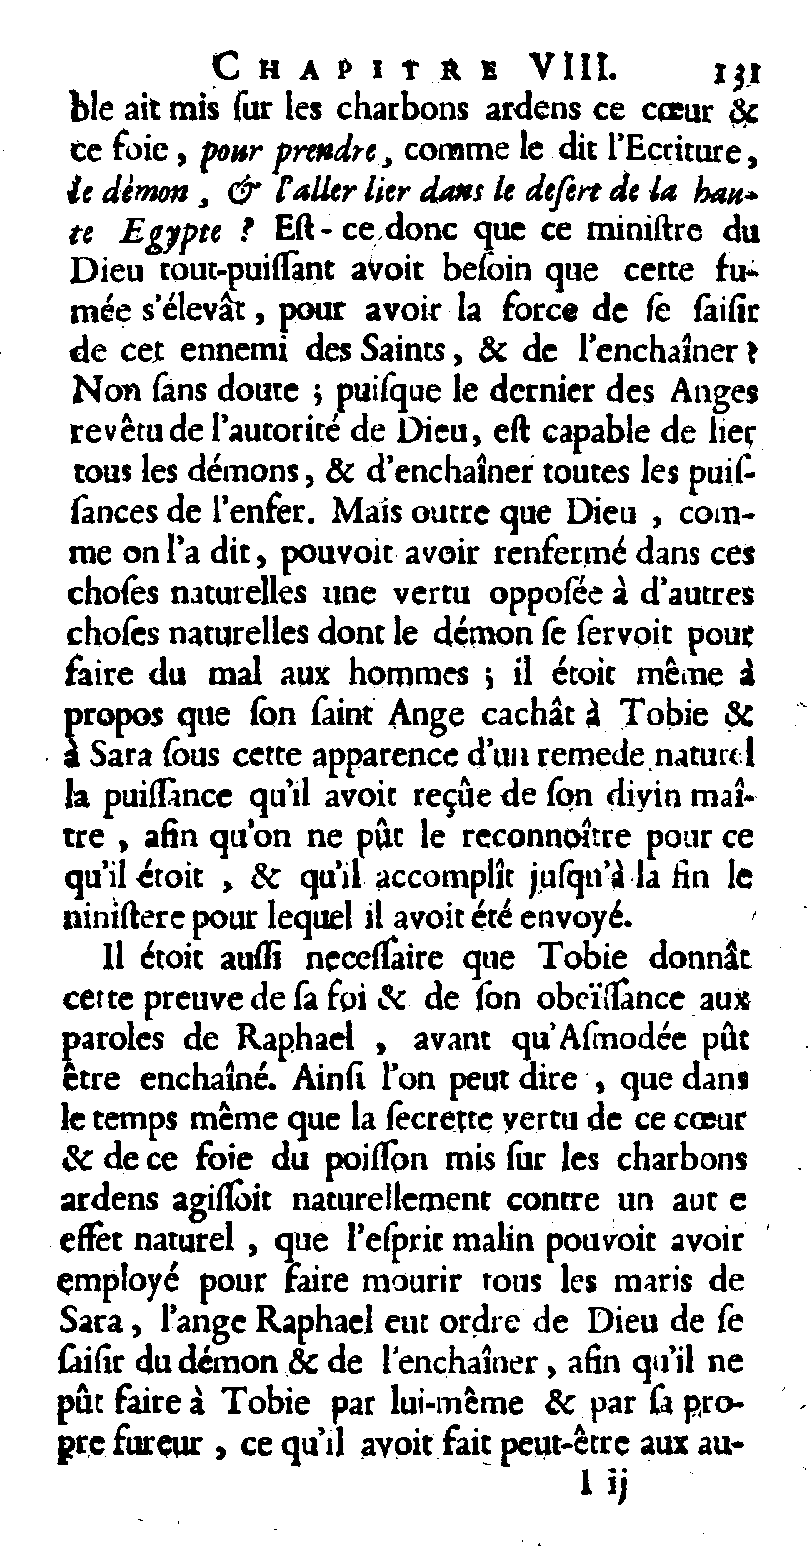 CHAPITRE VIII. 131
ble ait mis ſur les charbons ardens ce cœur &
ce foie, pour prendre, comme le dit l'Ecriture,
le démon, & l'aller lier dans le deſert de la hau-
te Egypte ? Eſt-ce donc que ce miniſtre du
Dieu tout-puiſſant avoit beſoin que cette fu-
mée s'élevât, pour avoir la force de ſe ſaiſir
de cet ennemi des Saints, & de l'enchaîner ?
Non ſans doute ; puiſque le dernier des Anges
revêtu de l'autorité de Dieu, eſt capable de lier
tous les démons, & d'enchaîner toutes les puiſ-
ſances de l'enfer. Mais outre que Dieu, com-
me on l'a dit, pouvoit avoir renfermé dans ces
choſes naturelles une vertu oppoſée à d'autres
choſes naturelles dont le démon ſe ſervoit pour
faire du mal aux hommes ; il étoit même à
propos que ſon ſaint Ange cachât à Tobie &
à Sara ſous cette apparence d'un remede naturel
la puiſſance qu'il avoit reçûe de ſon divin maî-
tre, afin qu'on ne pût le reconnoître pour ce
qu'il étoit, & qu'il accomplît juſqu'à la fin le
niniſtere pour lequel il avoit été envoyé.
Il étoit auſſi neceſſaire que Tobie donnât
cette preuve de ſa foi & de ſon obeïſſance aux
paroles de Raphael, avant qu'Aſmodée pût
être enchaîné. Ainſi l'on peut dire, que dans
le temps même que la ſecrette vertu de ce cœur
& de ce foie du poiſſon mis ſur les charbons
ardens agiſſoit naturellement contre un aut e
effet naturel, que l'eſprit malin pouvoit avoir
employé pour faire mourir tous les maris de
Sara, l'ange Raphael eut ordre de Dieu de ſe
ſaiſir du démon & de l'enchaîner, afin qu'il ne
pût faire à Tobie par lui-même & par ſa pro-
pre fureur, ce qu'il avoit fait peut-être aux au-
l ij